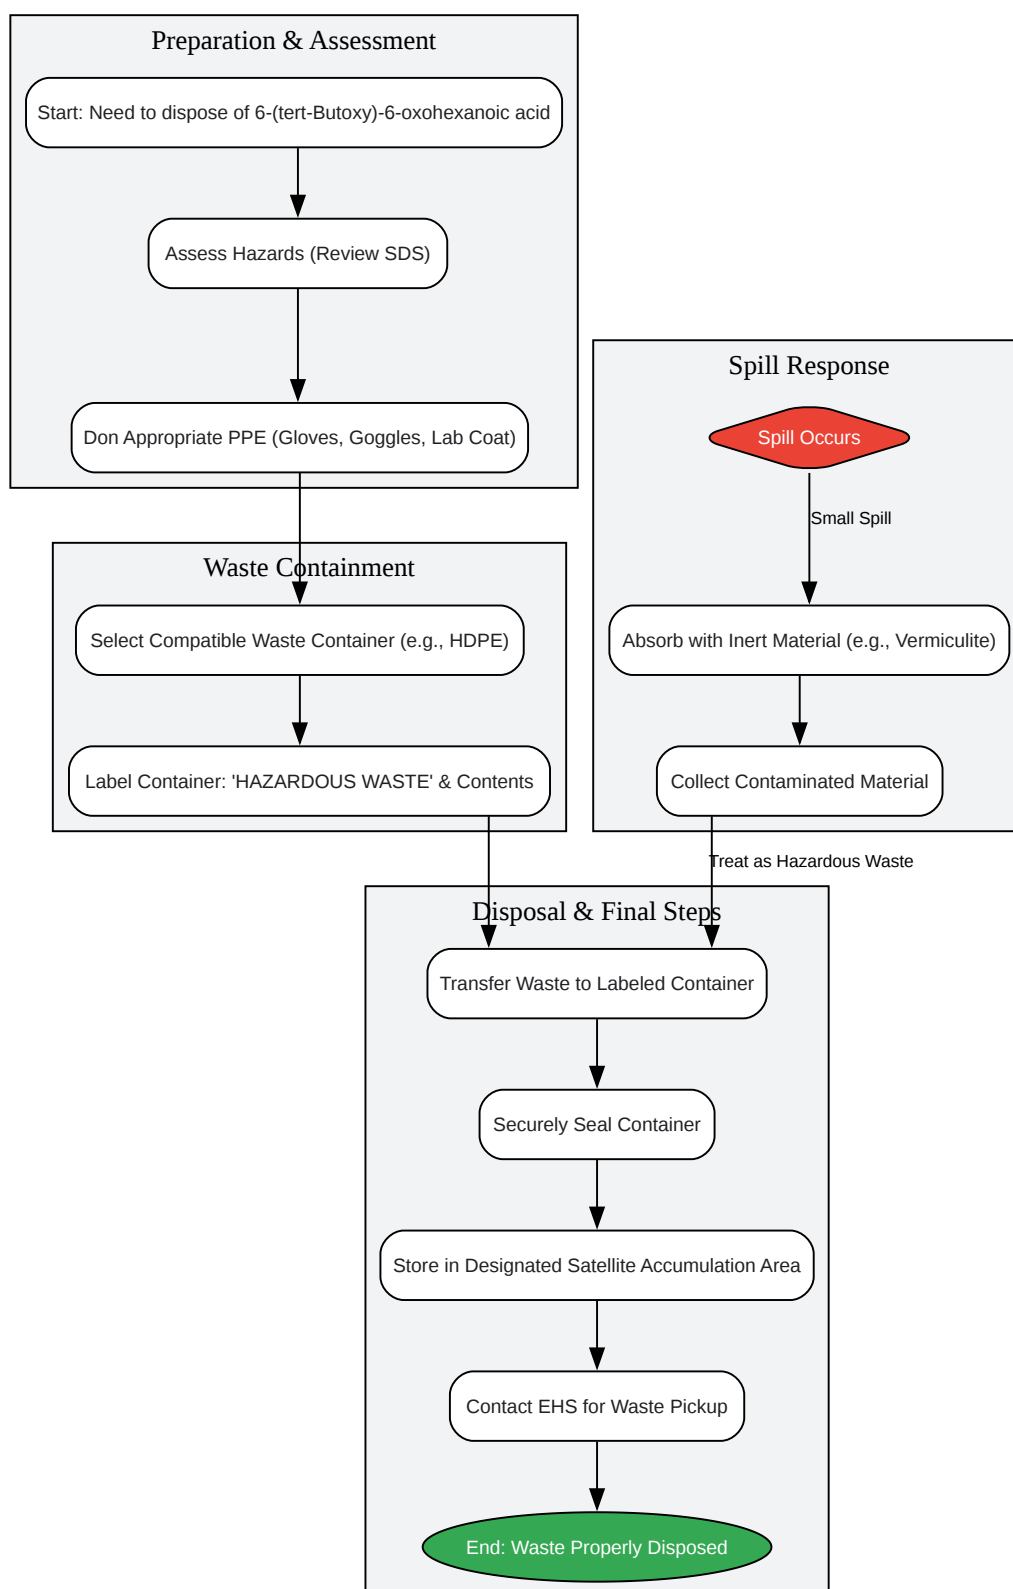 Preparation & Assessment
Start: Need to dispose of 6-(tert-Butoxy)-6-oxohexanoic acid
Assess Hazards (Review SDS)
Don Appropriate PPE (Gloves, Goggles, Lab Coat)
Waste Containment
Select Compatible Waste Container (e.g., HDPE)
Label Container: 'HAZARDOUS WASTE' & Contents
Spill Response
Spill Occurs
Small Spill
Absorb with Inert Material (e.g., Vermiculite)
Collect Contaminated Material
Treat as Hazardous Waste
Disposal & Final Steps
Transfer Waste to Labeled Container
Securely Seal Container
Store in Designated Satellite Accumulation Area
Contact EHS for Waste Pickup
End: Waste Properly Disposed